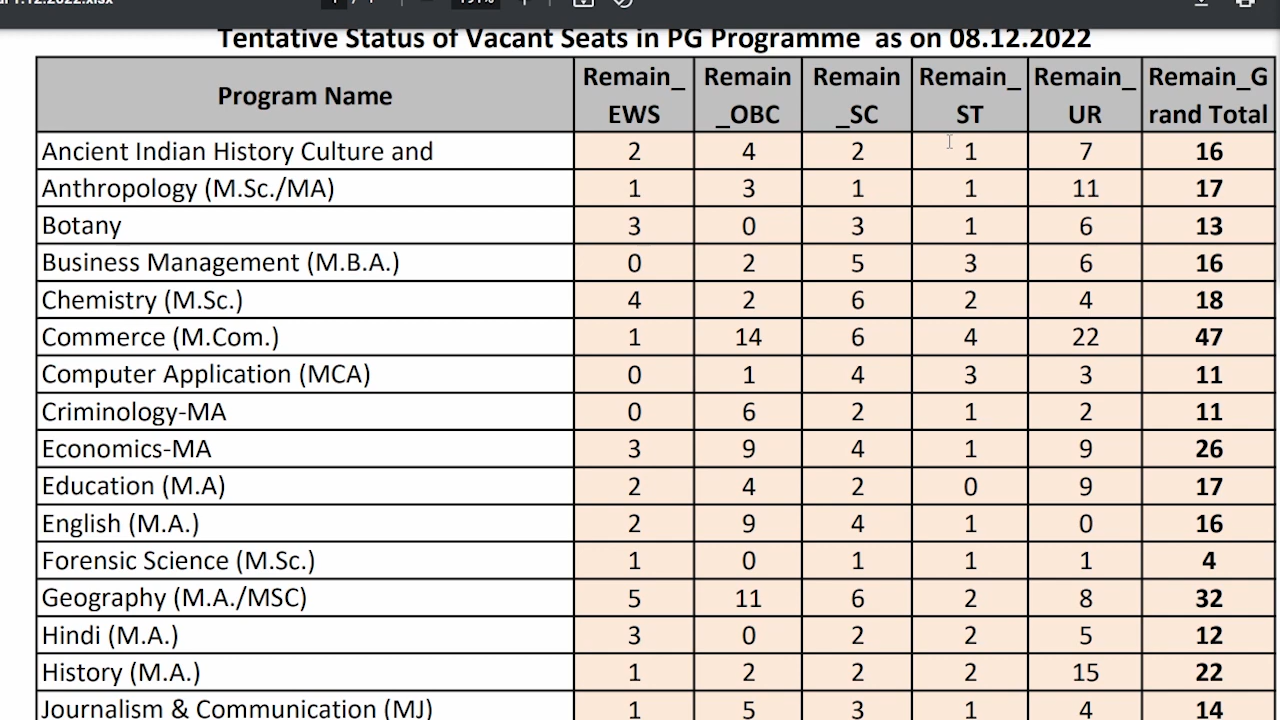 Tentative Status of Vacant Seats in PG Programme as on 08.12.2022
Program Name Remain_EWS Remain_OBC Remain_SC Remain_ST Remain_UR Remain_Grand Total
Ancient Indian History Culture and 2 4 2 1 7 16
Anthropology (M.Sc./MA) 1 3 1 1 11 17
Botany 3 0 3 1 6 13
Business Management (M.B.A.) 0 2 5 3 6 16
Chemistry (M.Sc.) 4 2 6 2 4 18
Commerce (M.Com.) 1 14 6 4 22 47
Computer Application (MCA) 0 1 4 3 3 11
Criminology-MA 0 6 2 1 2 11
Economics-MA 3 9 4 1 9 26
Education (M.A) 2 4 2 0 9 17
English (M.A.) 2 9 4 1 0 16
Forensic Science (M.Sc.) 1 0 1 1 1 4
Geography (M.A./MSC) 5 11 6 2 8 32
Hindi (M.A.) 3 0 2 2 5 12
History (M.A.) 1 2 2 2 15 22
Journalism & Communication (MJ) 1 5 3 1 4 14